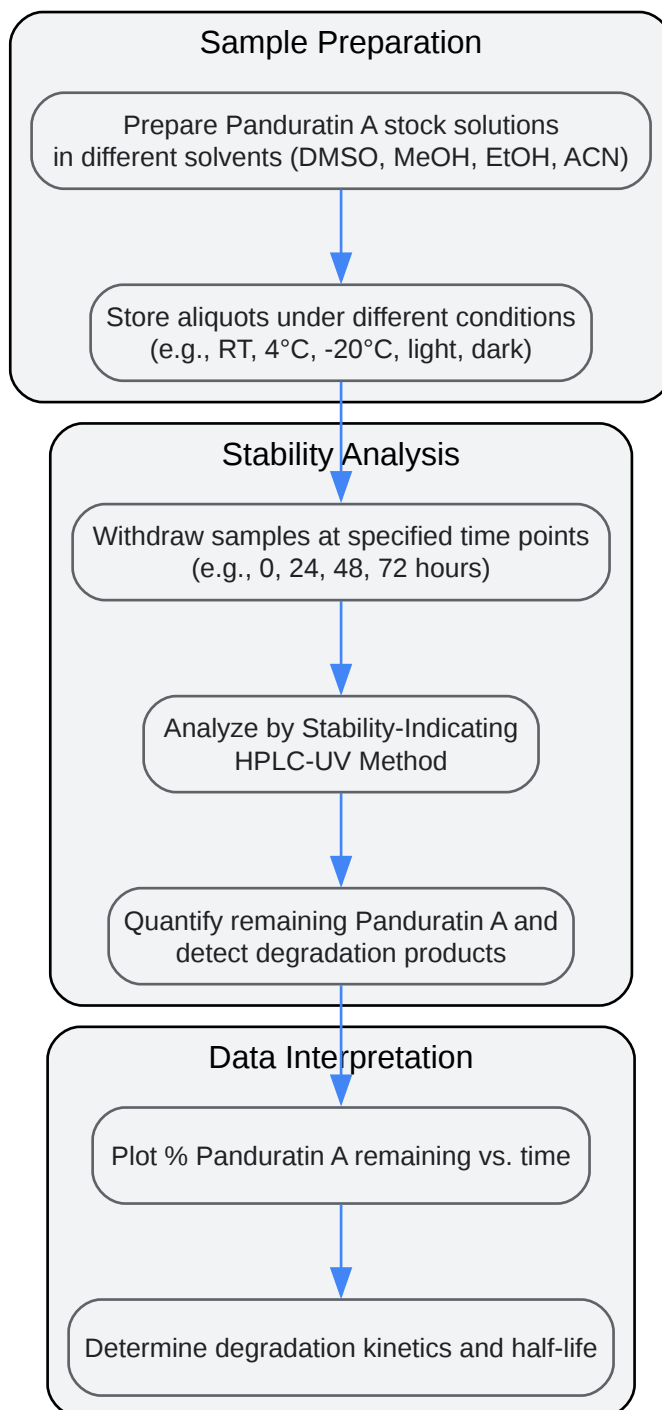 Sample Preparation
Prepare Panduratin A stock solutions
in different solvents (DMSO, MeOH, EtOH, ACN)
Store aliquots under different conditions
(e.g., RT, 4°C, -20°C, light, dark)
Stability Analysis
Withdraw samples at specified time points
(e.g., 0, 24, 48, 72 hours)
Analyze by Stability-Indicating
HPLC-UV Method
Quantify remaining Panduratin A and
detect degradation products
Data Interpretation
Plot % Panduratin A remaining vs. time
Determine degradation kinetics and half-life